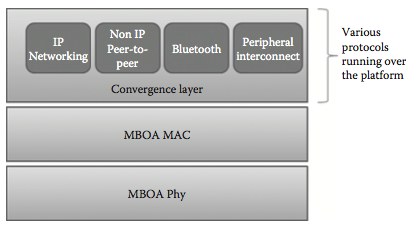 IP
Networking
Non IP
Peer-to-
peer
Bluetooth
Peripheral
interconnect
Convergence layer
Various
protocols
running over
the platform
MBOA MAC
MBOA Phy